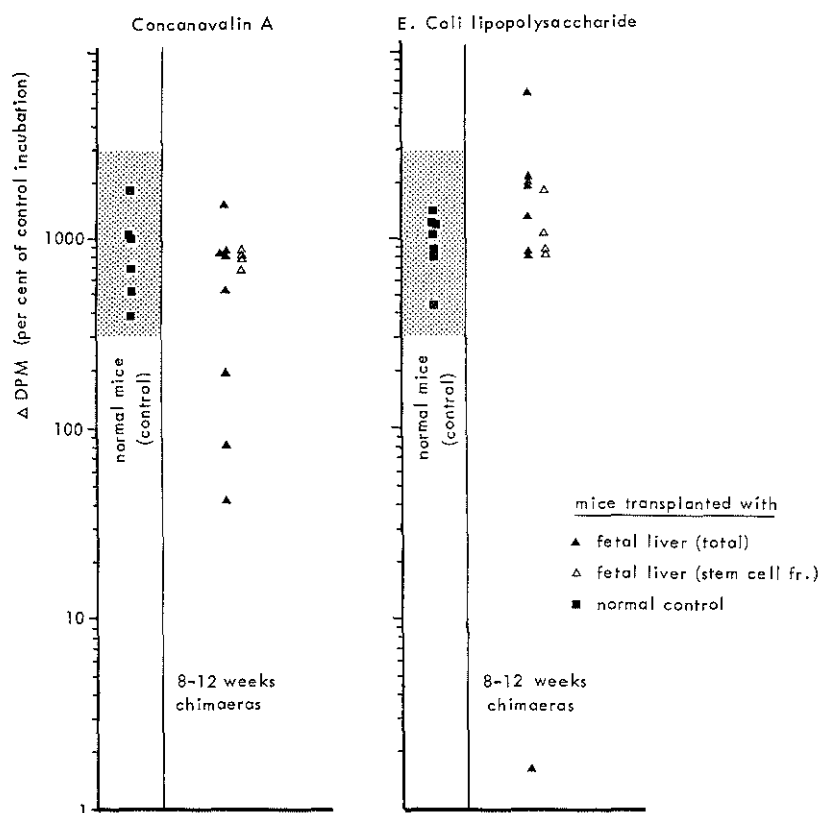 Concanavalin A
E. Coli lipopolysaccharide
Δ DPM (per cent of control incubation)
1000
100
10
1
normal mice
(control)
8-12 weeks
chimaeras
normal mice
(control)
8-12 weeks
chimaeras
mice transplanted with
▲ fetal liver (total)
△ fetal liver (stem cell fr.)
■ normal control